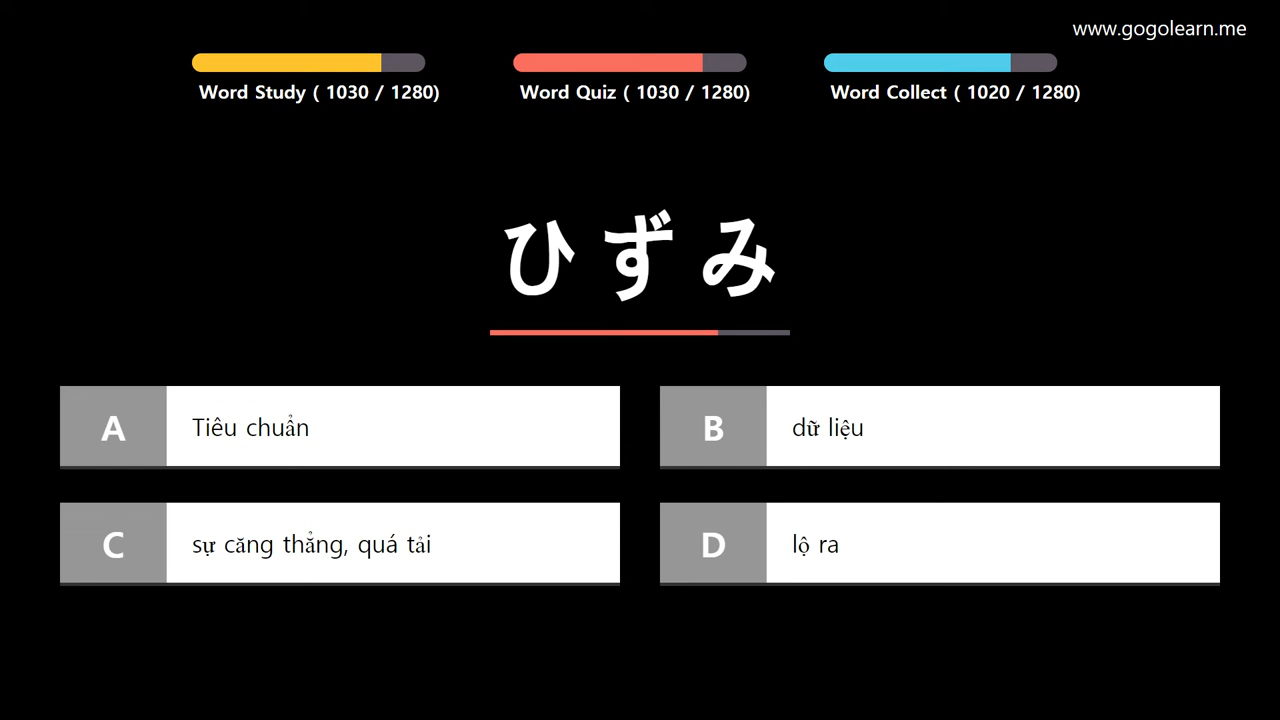 www.gogolearn.me
Word Study ( 1030 / 1280)
Word Quiz ( 1030 / 1280)
Word Collect ( 1020 / 1280)
ひずみ
A Tiêu chuẩn
B dữ liệu
C sự căng thẳng, quá tải
D lộ ra